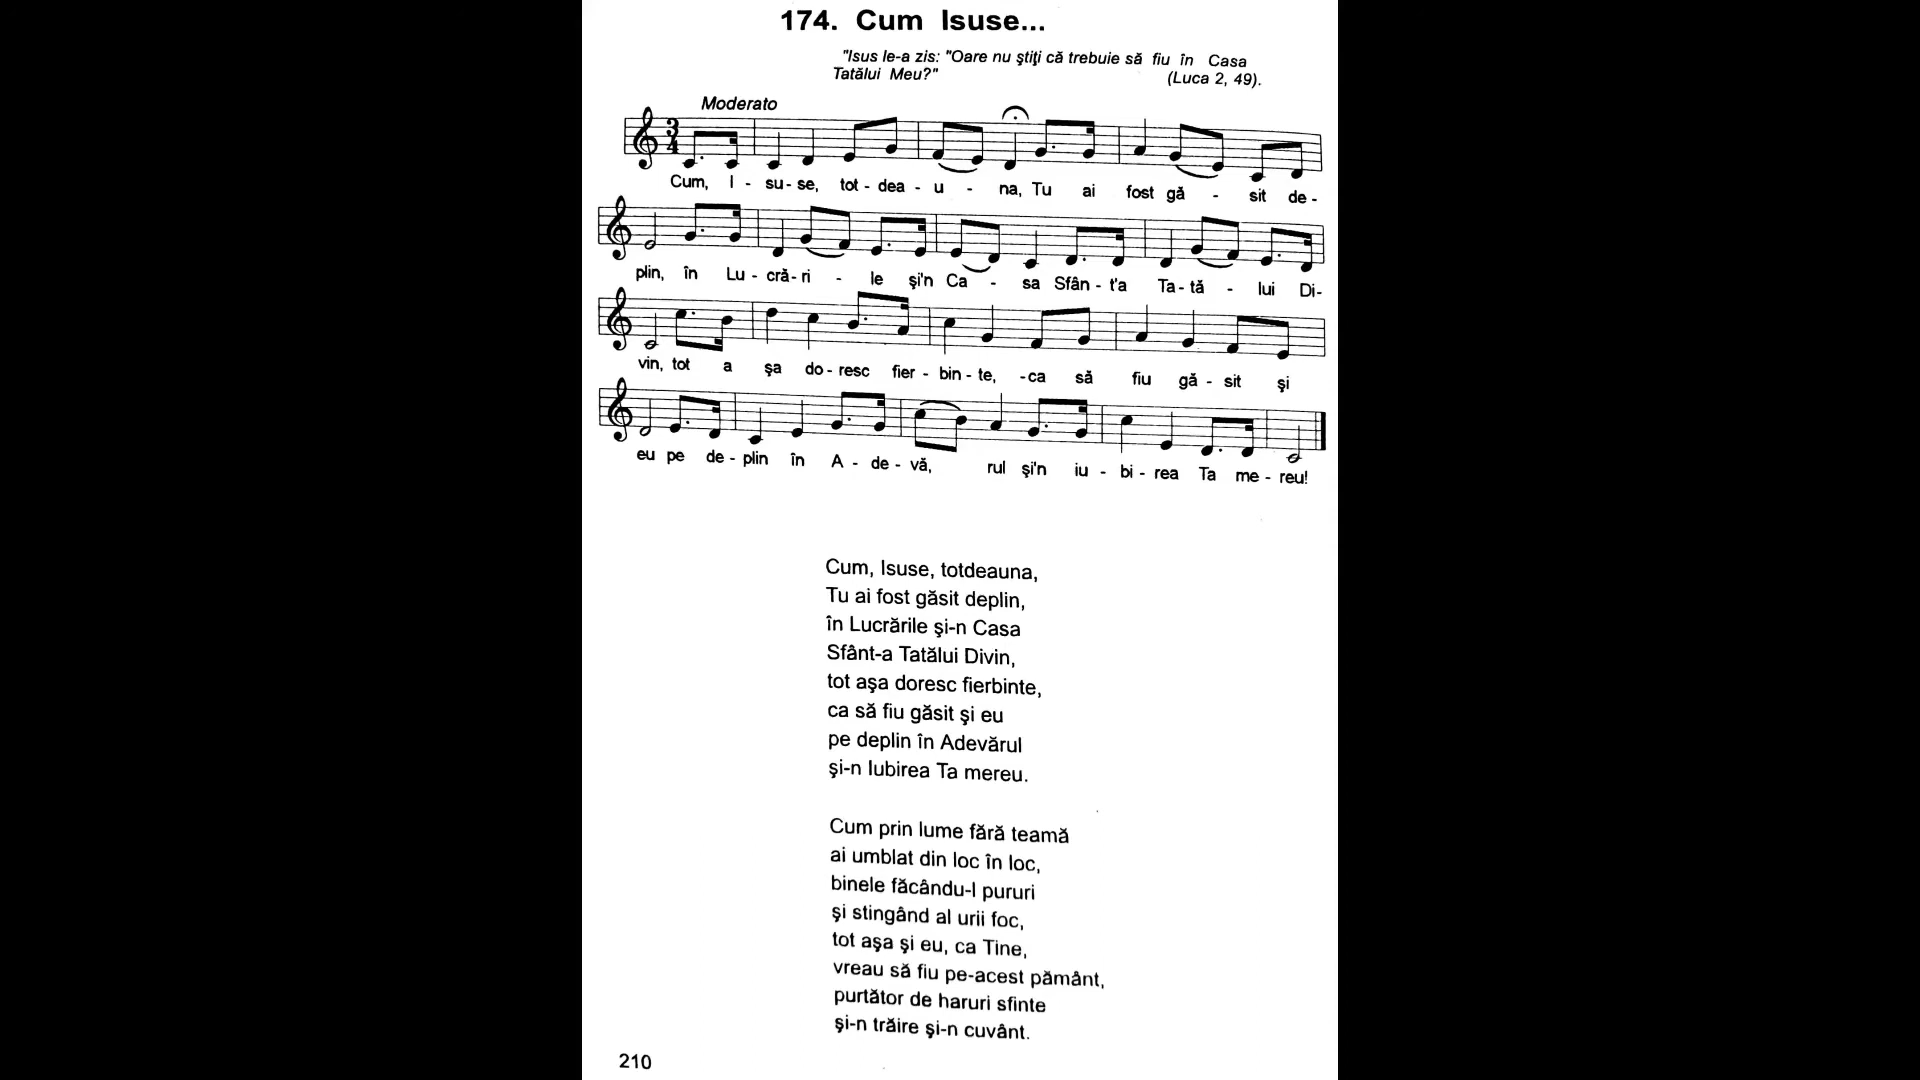 174. Cum Isuse...
"Isus le-a zis: "Oare nu ştiţi că trebuie să fiu în Casa
Tatălui Meu?" (Luca 2, 49).
Moderato
3
4
Cum, I - su - se, tot - dea - u - na, Tu ai fost gă - sit de -
plin, în Lu - cră - ri - le şi'n Ca - sa Sfân - t'a Ta - tă - lui Di-
vin, tot a şa do - resc fier - bin - te, -ca să fiu gă - sit şi
eu pe de - plin în A - de - vă, rul şi'n iu - bi - rea Ta me - reu!
Cum, Isuse, totdeauna,
Tu ai fost găsit deplin,
în Lucrările şi-n Casa
Sfânt-a Tatălui Divin,
tot aşa doresc fierbinte,
ca să fiu găsit şi eu
pe deplin în Adevărul
şi-n Iubirea Ta mereu.
Cum prin lume fără teamă
ai umblat din loc în loc,
binele făcându-l pururi
şi stingând al urii foc,
tot aşa şi eu, ca Tine,
vreau să fiu pe-acest pământ,
purtător de haruri sfinte
şi-n trăire şi-n cuvânt.
210